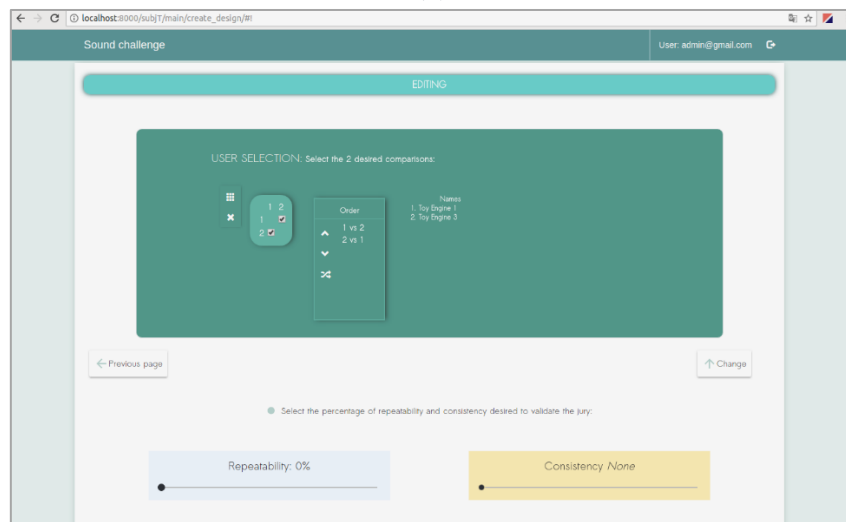 localhost:8000/subjT/main/create_design/#!
Sound challenge
User: admin@gmail.com
EDITING
USER SELECTION: Select the 2 desired comparisons:
1 2
1
2
Order
1 vs 2
2 vs 1
Names
1. Toy Engine 1
2. Toy Engine 3
Previous page
Change
Select the percentage of repeatability and consistency desired to validate the jury:
Repeatability: 0%
Consistency None